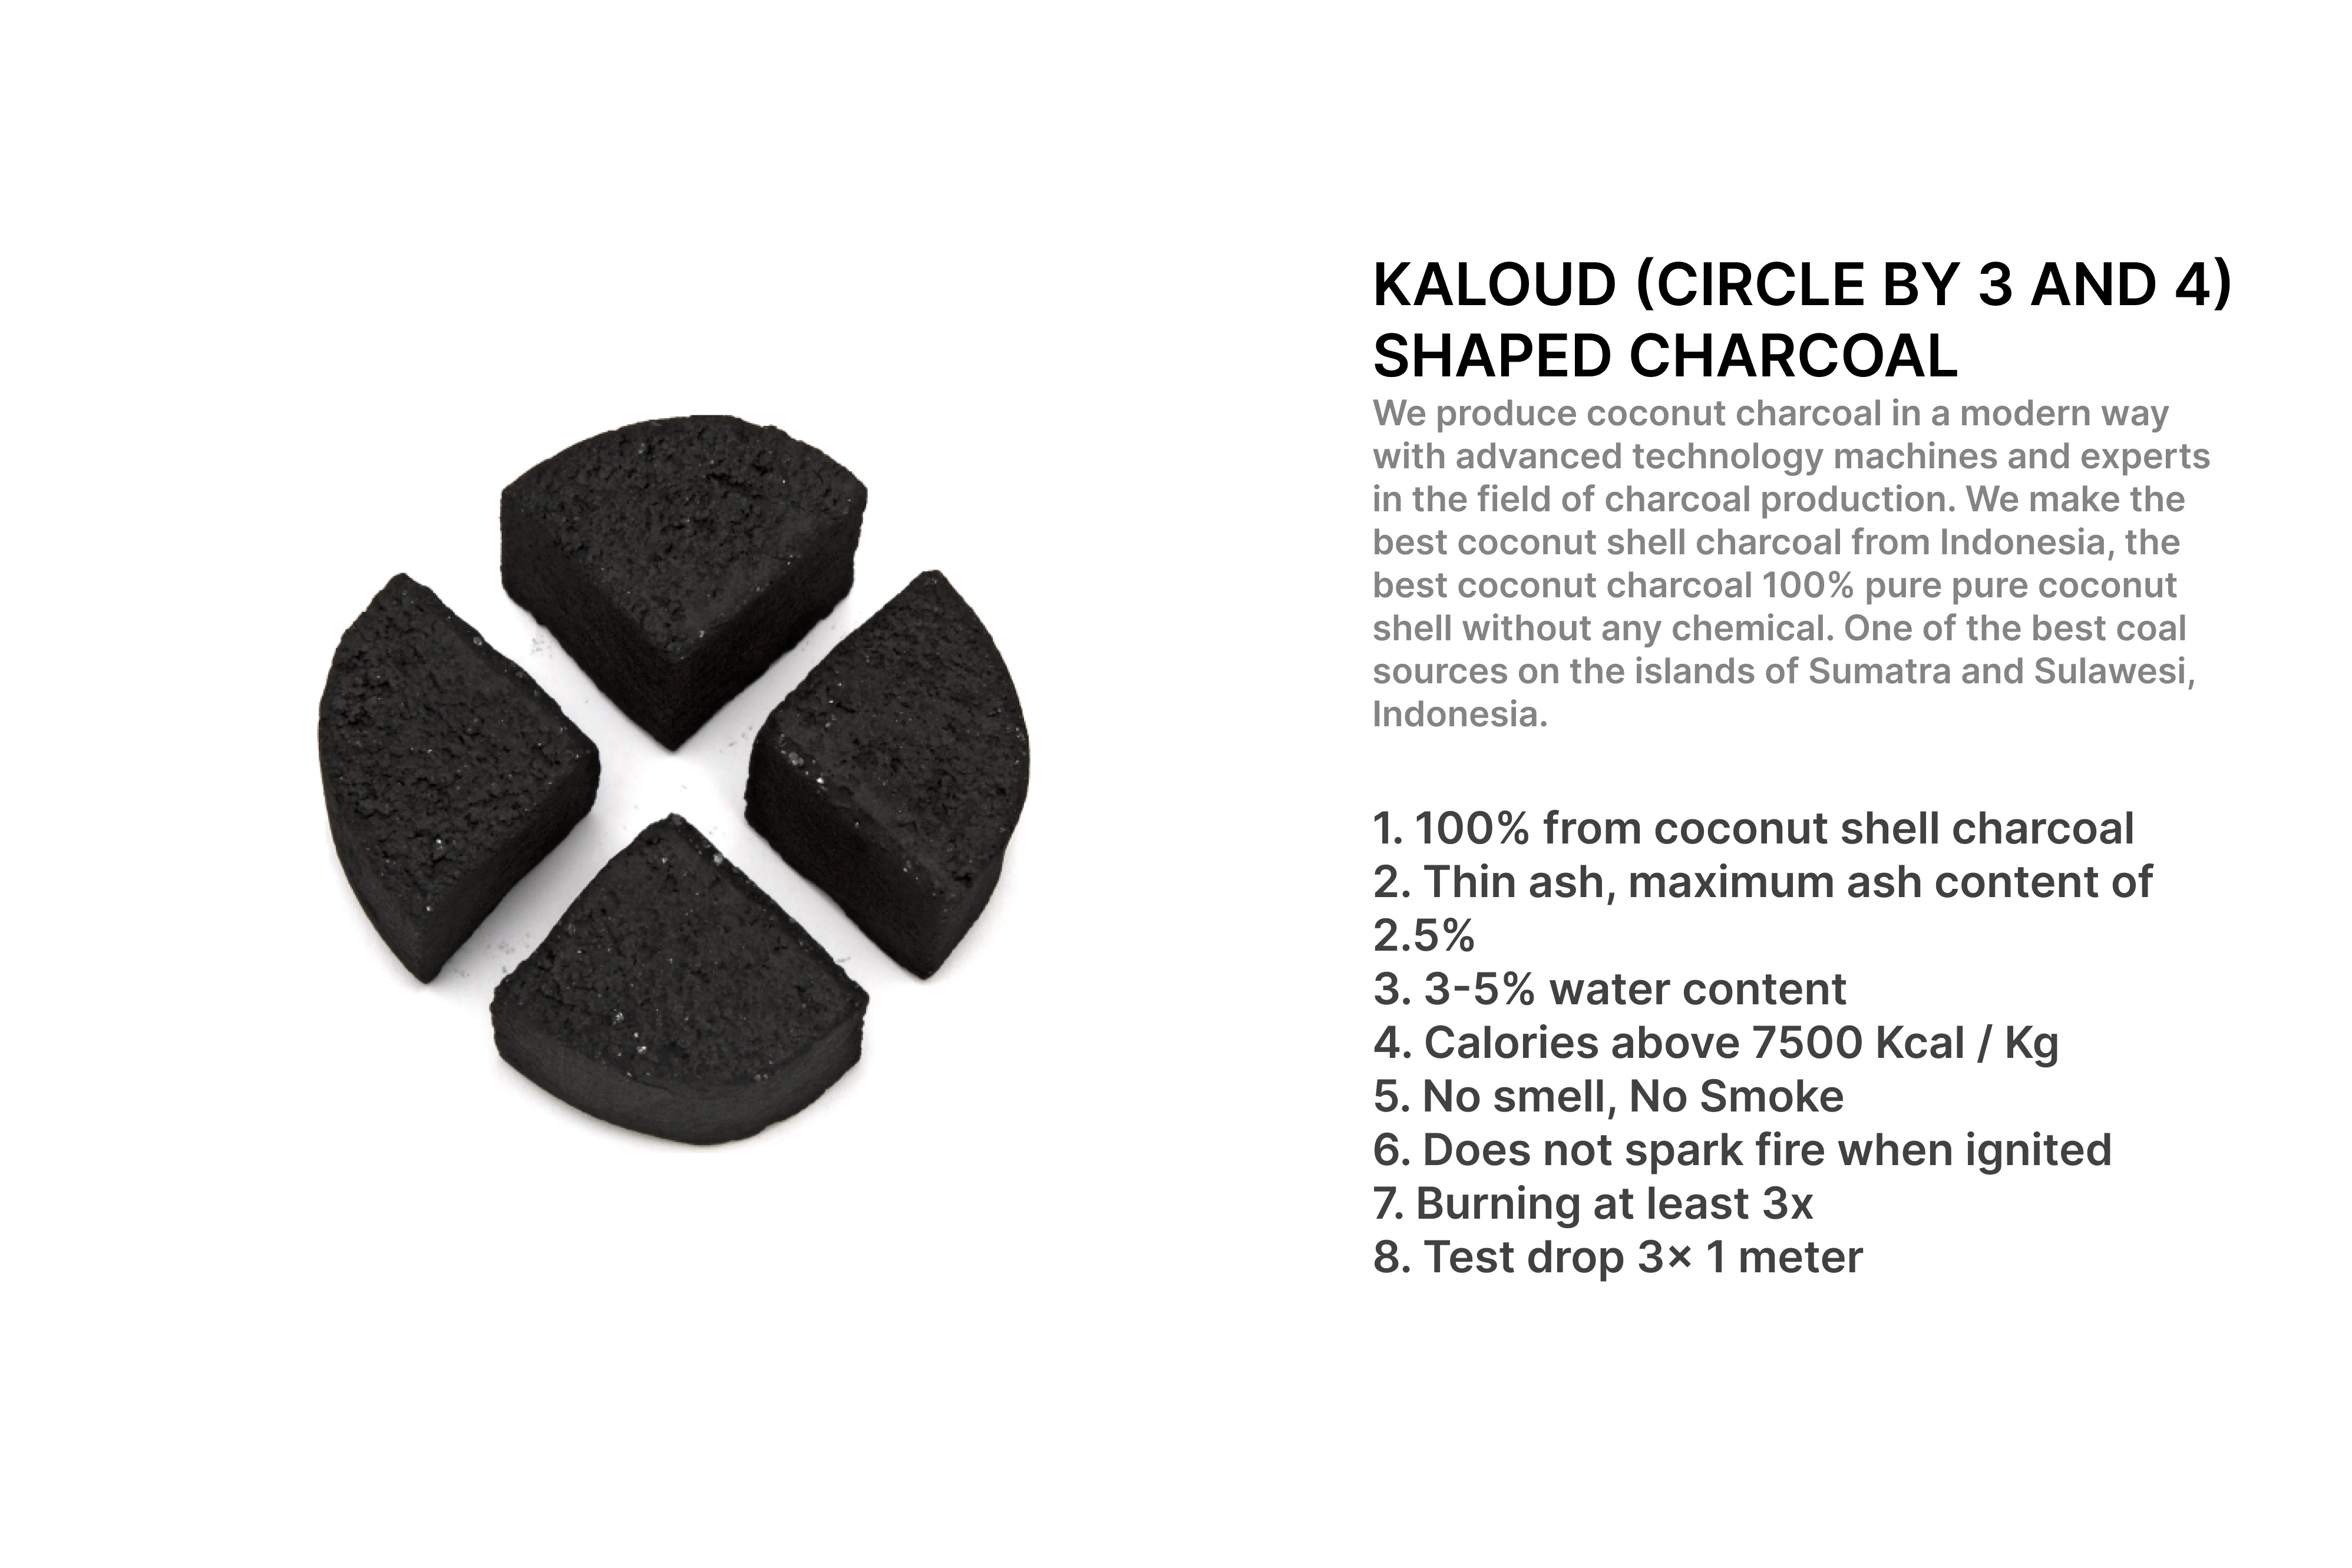 KALOUD (CIRCLE BY 3 AND 4)
SHAPED CHARCOAL
We produce coconut charcoal in a modern way
with advanced technology machines and experts
in the field of charcoal production. We make the
best coconut shell charcoal from Indonesia, the
best coconut charcoal 100% pure pure coconut
shell without any chemical. One of the best coal
sources on the islands of Sumatra and Sulawesi,
Indonesia.
1. 100% from coconut shell charcoal
2. Thin ash, maximum ash content of
2.5%
3. 3-5% water content
4. Calories above 7500 Kcal / Kg
5. No smell, No Smoke
6. Does not spark fire when ignited
7. Burning at least 3x
8. Test drop 3× 1 meter